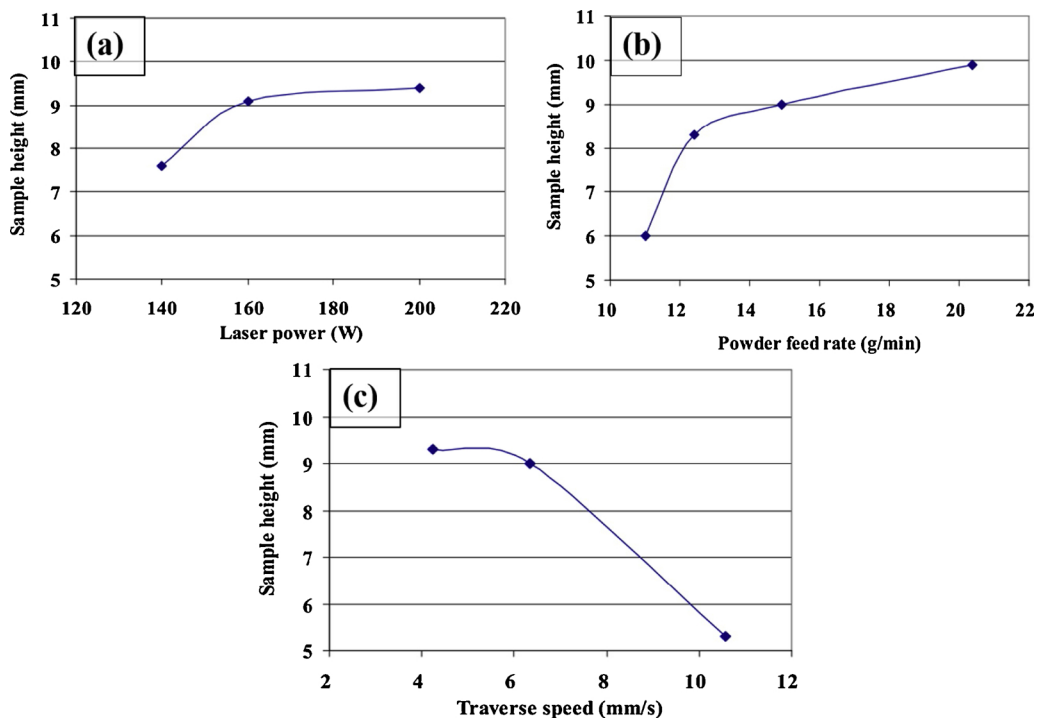 (a)
11
10
9
8
7
6
5
120 140 160 180 200 220
Sample height (mm)
Laser power (W)
(b)
11
10
9
8
7
6
5
10 12 14 16 18 20 22
Sample height (mm)
Powder feed rate (g/min)
(c)
11
10
9
8
7
6
5
2 4 6 8 10 12
Sample height (mm)
Traverse speed (mm/s)